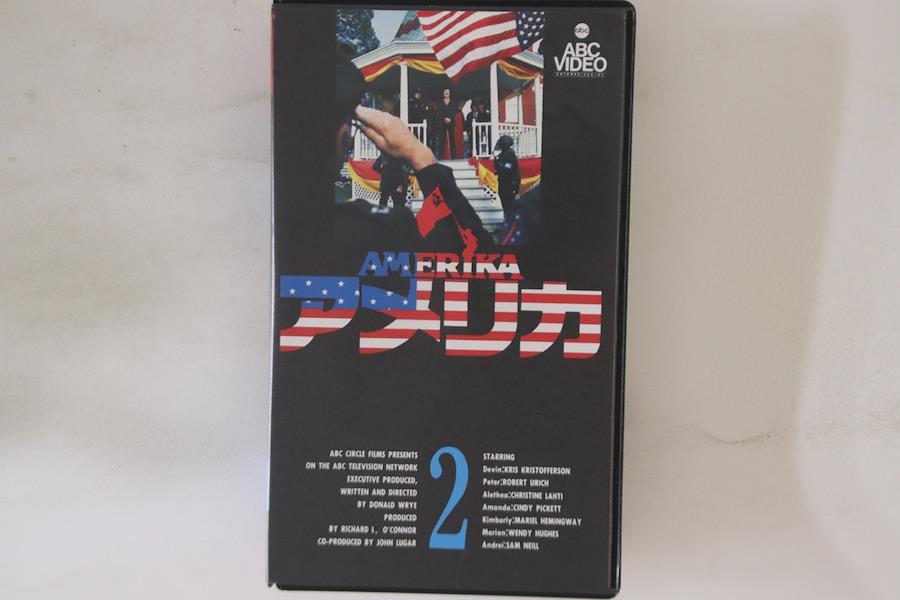 abc
ABC
VIDEO
ENTERPRISES
AMERIKA
アメリカ
ABC CIRCLE FILMS PRESENTS
ON THE ABC TELEVISION NETWORK
EXECUTIVE PRODUCED,
WRITTEN AND DIRECTED
BY DONALD WRYE
PRODUCED
BY RICHARD L. O'CONNOR
CO-PRODUCED BY JOHN LUGAR
2
STARRING
Devin:KRIS KRISTOFFERSON
Peter:ROBERT URICH
Alethea:CHRISTINE LAHTI
Amanda:CINDY PICKETT
Kimberly:MARIEL HEMINGWAY
Marion:WENDY HUGHES
Andrei:SAM NEILL